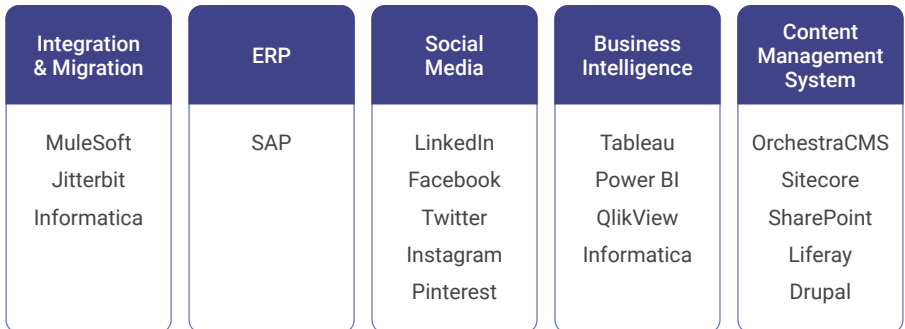 Integration
& Migration
MuleSoft
Jitterbit
Informatica
ERP
SAP
Social
Media
LinkedIn
Facebook
Twitter
Instagram
Pinterest
Business
Intelligence
Tableau
Power BI
QlikView
Informatica
Content
Management
System
OrchestraCMS
Sitecore
SharePoint
Liferay
Drupal